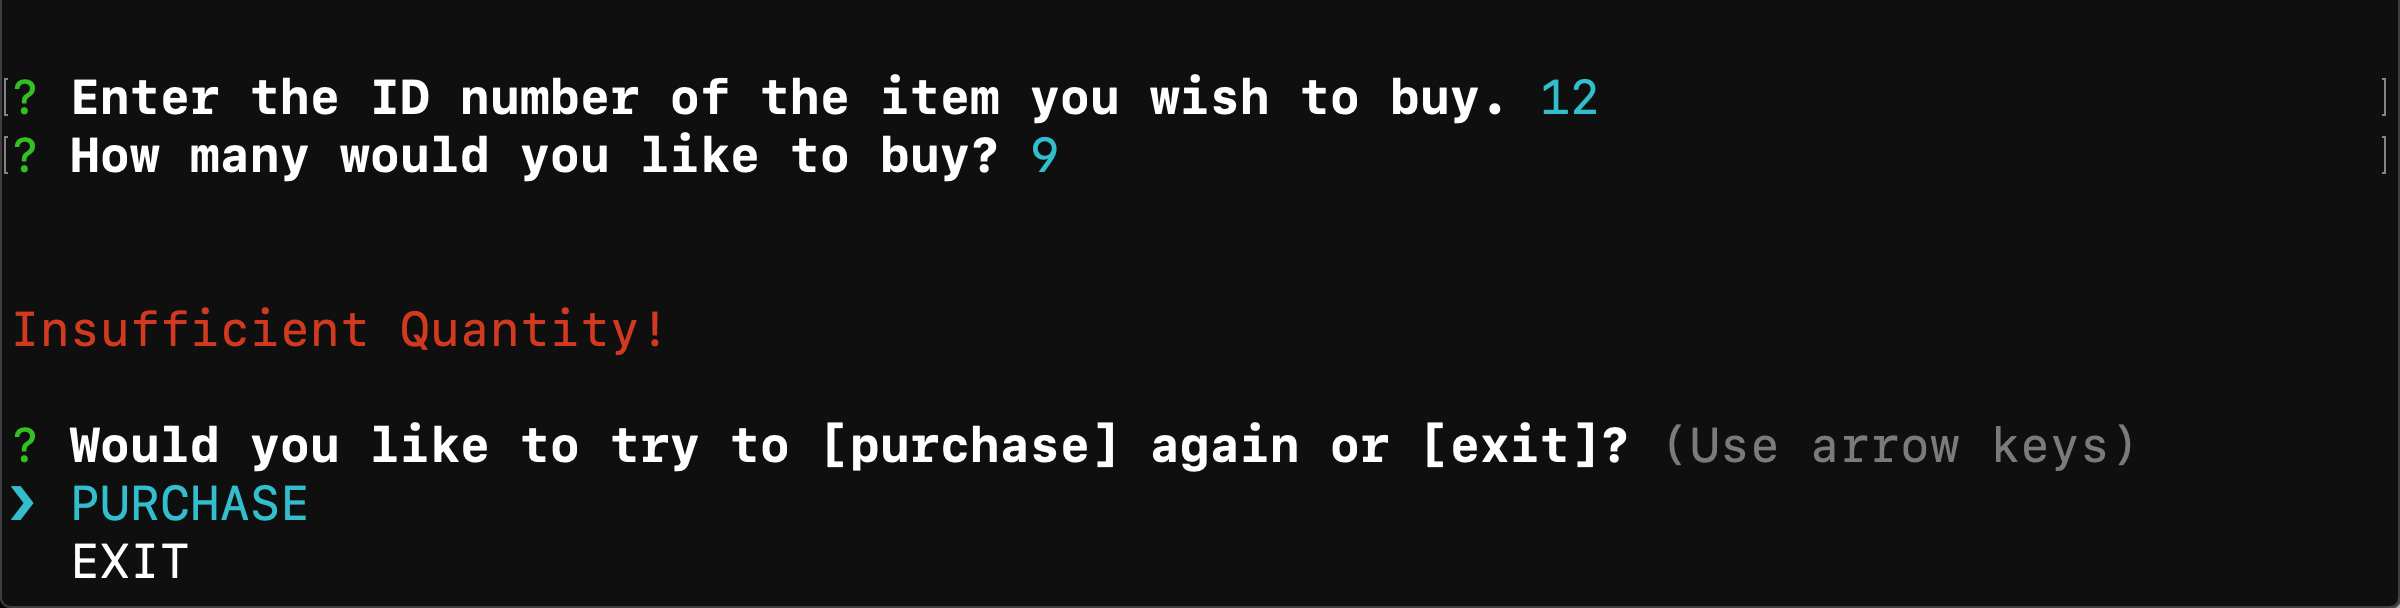 [? Enter the ID number of the item you wish to buy. 12 ]
[? How many would you like to buy? 9 ]
Insufficient Quantity!
? Would you like to try to [purchase] again or [exit]? (Use arrow keys)
❯ PURCHASE
EXIT